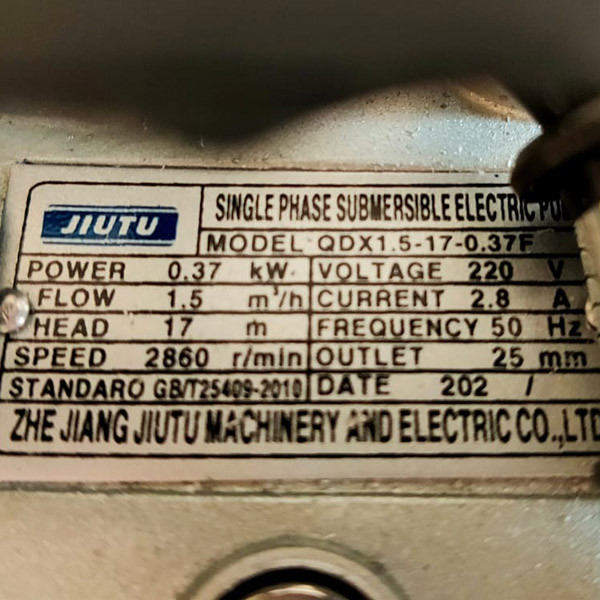 JIUTU
SINGLE PHASE SUBMERSIBLE ELECTRIC
MODEL QDX1.5-17-0.37F
POWER 0.37 kW VOLTAGE 220 V
FLOW 1.5 m³/h CURRENT 2.8 A
HEAD 17 m FREQUENCY 50 Hz
SPEED 2860 r/min OUTLET 25 mm
STANDARO GB/T25409-2010 DATE 202 /
ZHE JIANG JIUTU MACHINERY AND ELECTRIC CO.,LTD